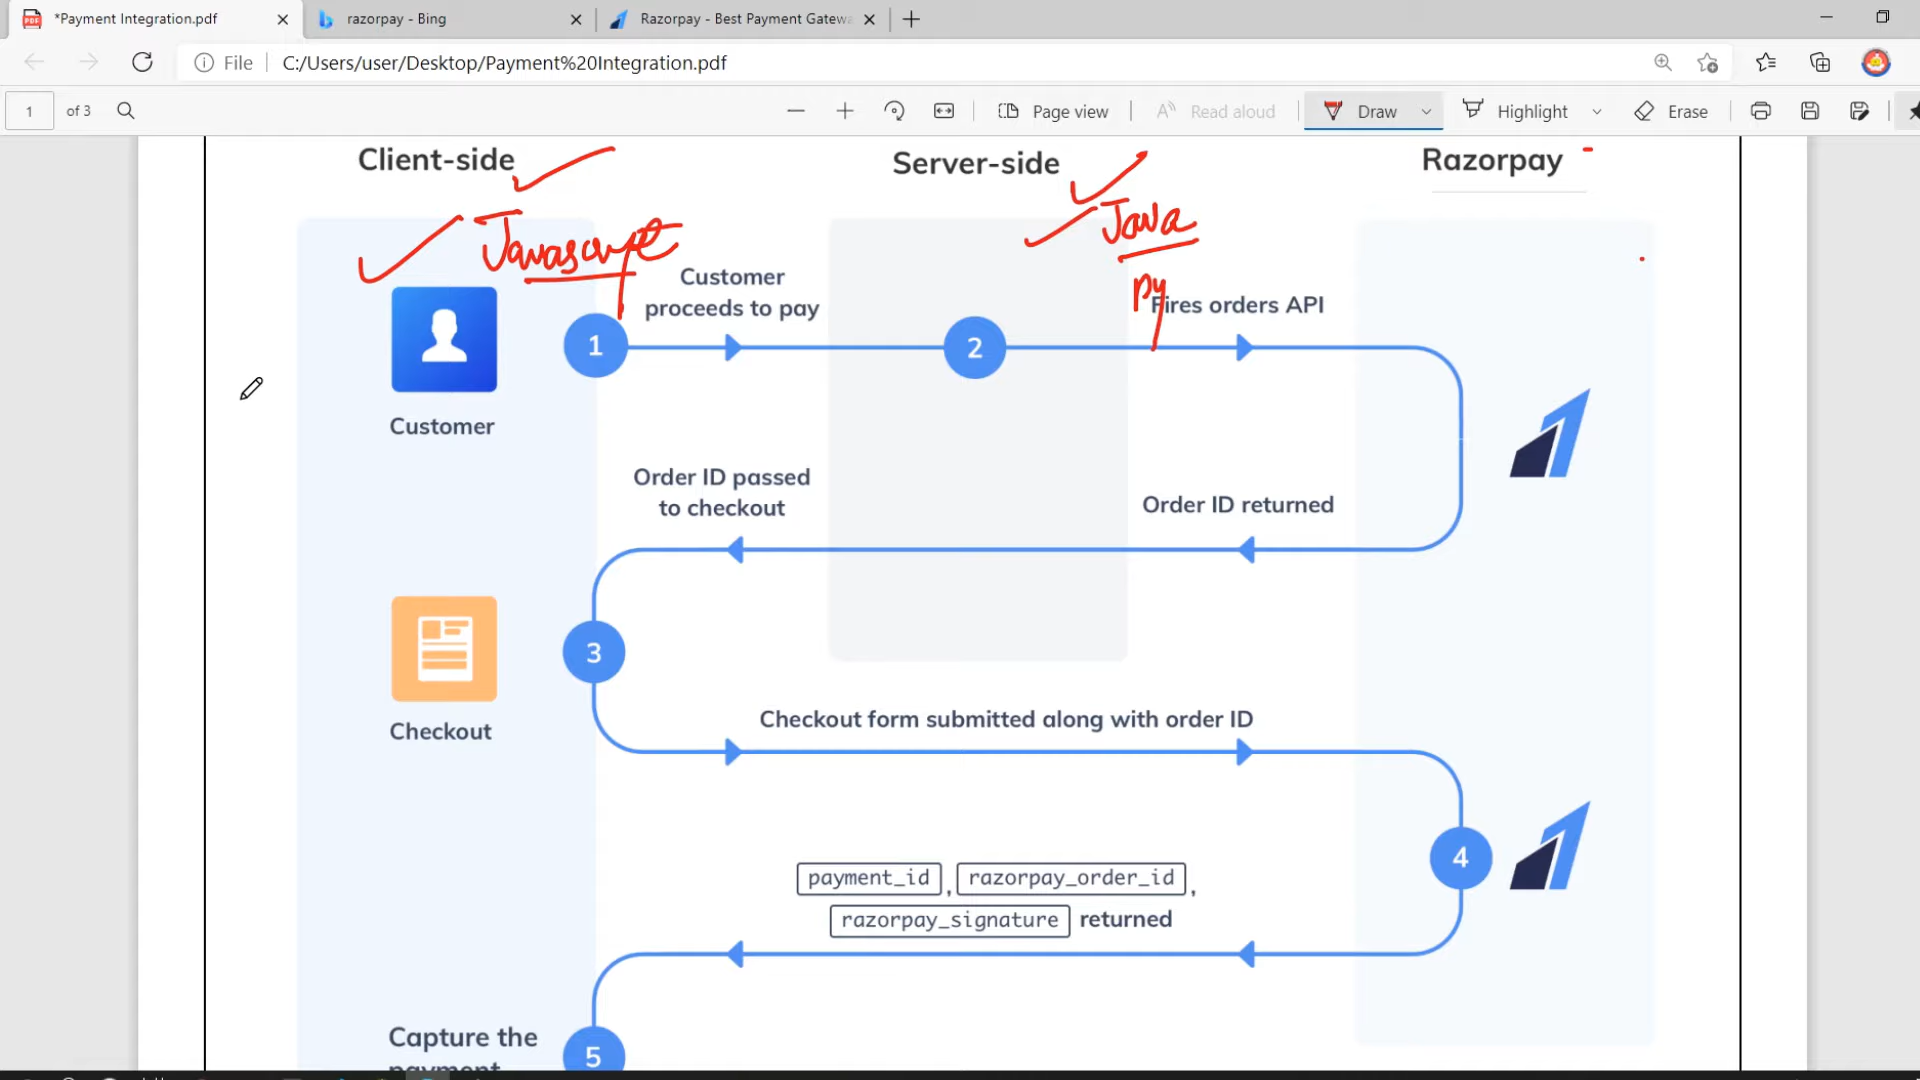 *Payment Integration.pdf
razorpay - Bing
Razorpay - Best Payment Gatewa
File
C:/Users/user/Desktop/Payment%20Integration.pdf
1 of 3
Page view
Read aloud
Draw
Highlight
Erase
Client-side
Server-side
Razorpay
Javascript
Java
py
Customer
proceeds to pay
Fires orders API
1
2
Customer
Order ID passed
to checkout
Order ID returned
3
Checkout
Checkout form submitted along with order ID
4
payment_id , razorpay_order_id ,
razorpay_signature returned
Capture the
payment
5